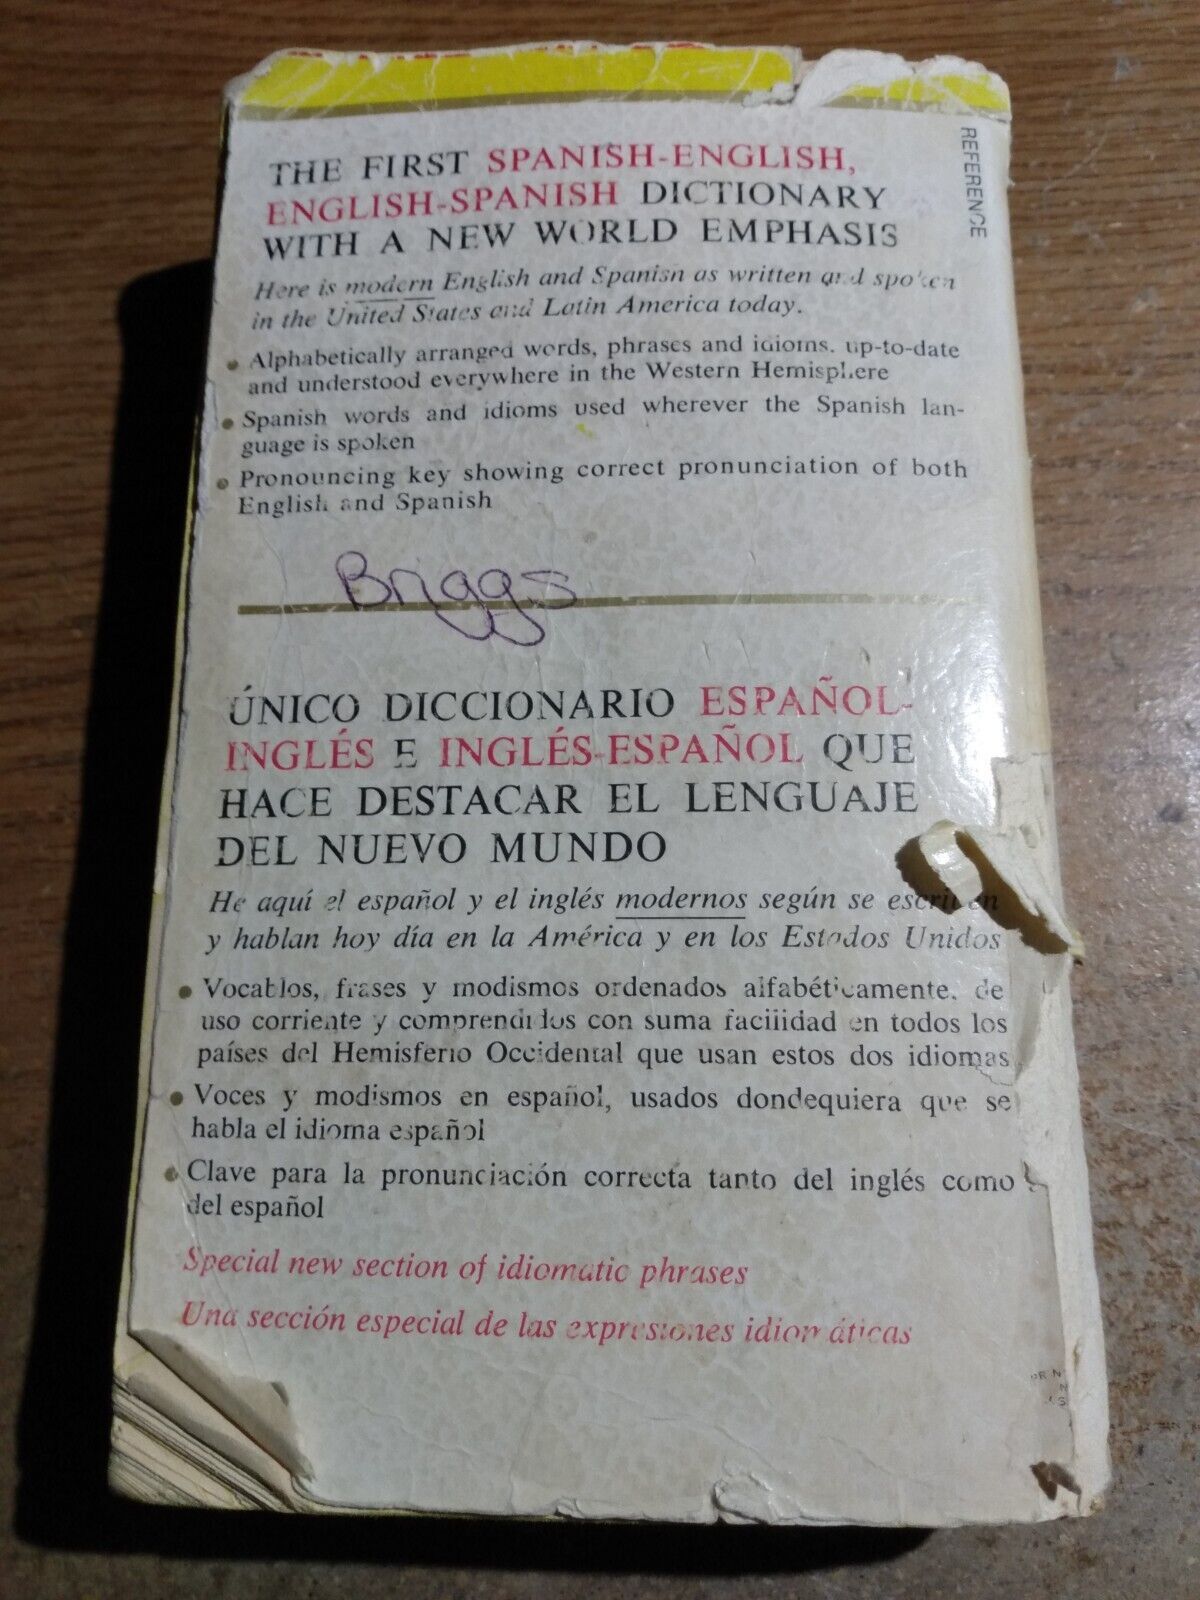 REFERENCE
THE FIRST SPANISH-ENGLISH,
ENGLISH-SPANISH DICTIONARY
WITH A NEW WORLD EMPHASIS
Here is modern English and Spanish as written and spoken
in the United States and Latin America today.
• Alphabetically arranged words, phrases and idioms, up-to-date
and understood everywhere in the Western Hemisphere
• Spanish words and idioms used wherever the Spanish lan-
guage is spoken
• Pronouncing key showing correct pronunciation of both
English and Spanish
Briggs
ÚNICO DICCIONARIO ESPAÑOL-
INGLÉS E INGLÉS-ESPAÑOL QUE
HACE DESTACAR EL LENGUAJE
DEL NUEVO MUNDO
He aquí el español y el inglés modernos según se escriben
y hablan hoy día en la América y en los Estados Unidos
• Vocablos, frases y modismos ordenados alfabéticamente, de
uso corriente y comprendidos con suma facilidad en todos los
países del Hemisferio Occidental que usan estos dos idiomas
• Voces y modismos en español, usados dondequiera que se
habla el idioma español
• Clave para la pronunciación correcta tanto del inglés como
del español
Special new section of idiomatic phrases
Una sección especial de las expresiones idiomáticas